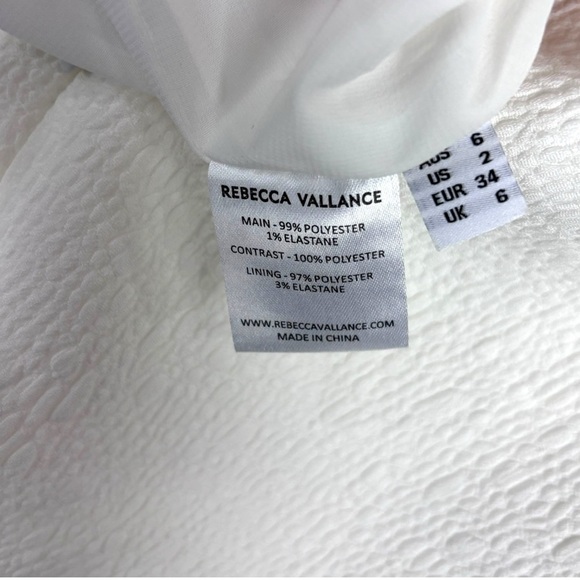 REBECCA VALLANCE
MAIN - 99% POLYESTER
1% ELASTANE
CONTRAST - 100% POLYESTER
LINING - 97% POLYESTER
3% ELASTANE
WWW.REBECCAVALLANCE.COM
MADE IN CHINA
AUS 6
US 2
EUR 34
UK 6